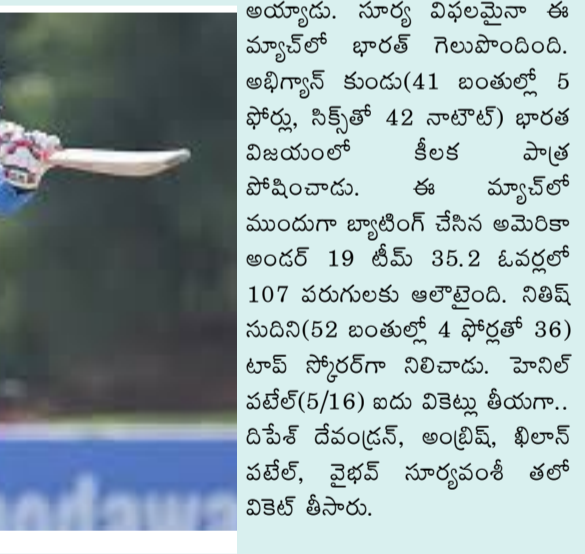 అయ్యాడు. సూర్య విఫలమైనా ఈ
మ్యాచ్‌లో భారత్ గెలుపొందింది.
అభిగ్యాన్ కుండు(41 బంతుల్లో 5
ఫోర్లు, సిక్స్‌తో 42 నాటౌట్) భారత
విజయంలో కీలక పాత్ర
పోషించాడు. ఈ మ్యాచ్‌లో
ముందుగా బ్యాటింగ్ చేసిన అమెరికా
అండర్ 19 టీమ్ 35.2 ఓవర్లలో
107 పరుగులకు ఆలౌటైంది. నితిష్
సుదిని(52 బంతుల్లో 4 ఫోర్లతో 36)
టాప్ స్కోరర్‌గా నిలిచాడు. హెనిల్
పటేల్(5/16) ఐదు వికెట్లు తీయగా..
దిపేశ్ దేవంద్రన్, అంబ్రిష్, ఖిలాన్
పటేల్, వైభవ్ సూర్యవంశీ తలో
వికెట్ తీసారు.